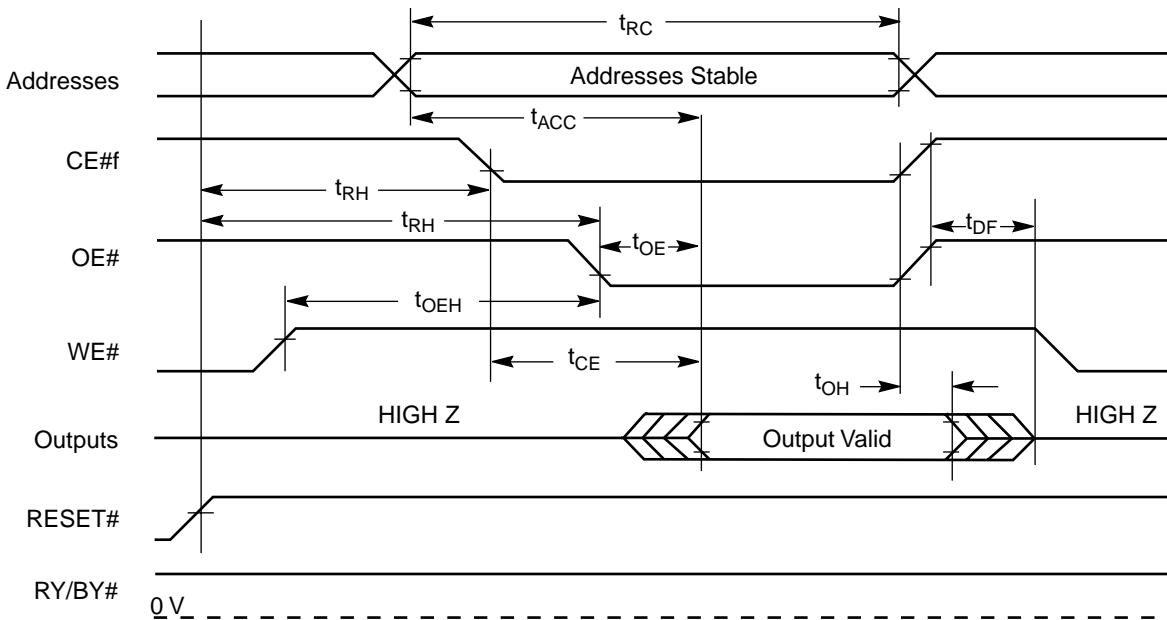 tRC
Addresses
Addresses Stable
tACC
CE#f
tRH
tRH
tDF
OE#
tOE
tOEH
WE#
tCE
tOH
HIGH Z
HIGH Z
Outputs
Output Valid
RESET#
RY/BY#
0 V